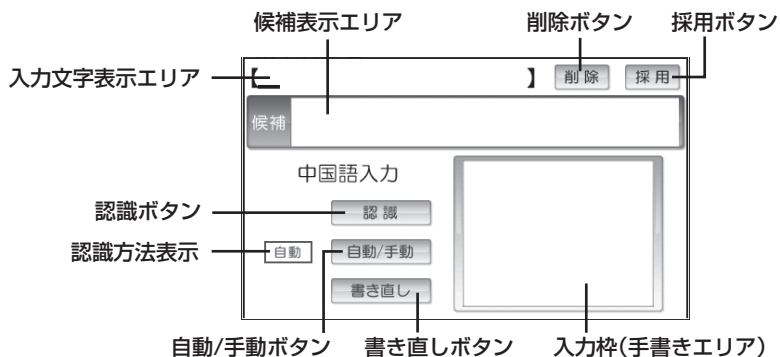 候補表示エリア 削除ボタン 採用ボタン
入力文字表示エリア 【 】 削除 採用
候補
中国語入力
認識ボタン 認識
認識方法表示 自動 自動/手動
書き直し
自動/手動ボタン 書き直しボタン 入力枠(手書きエリア)